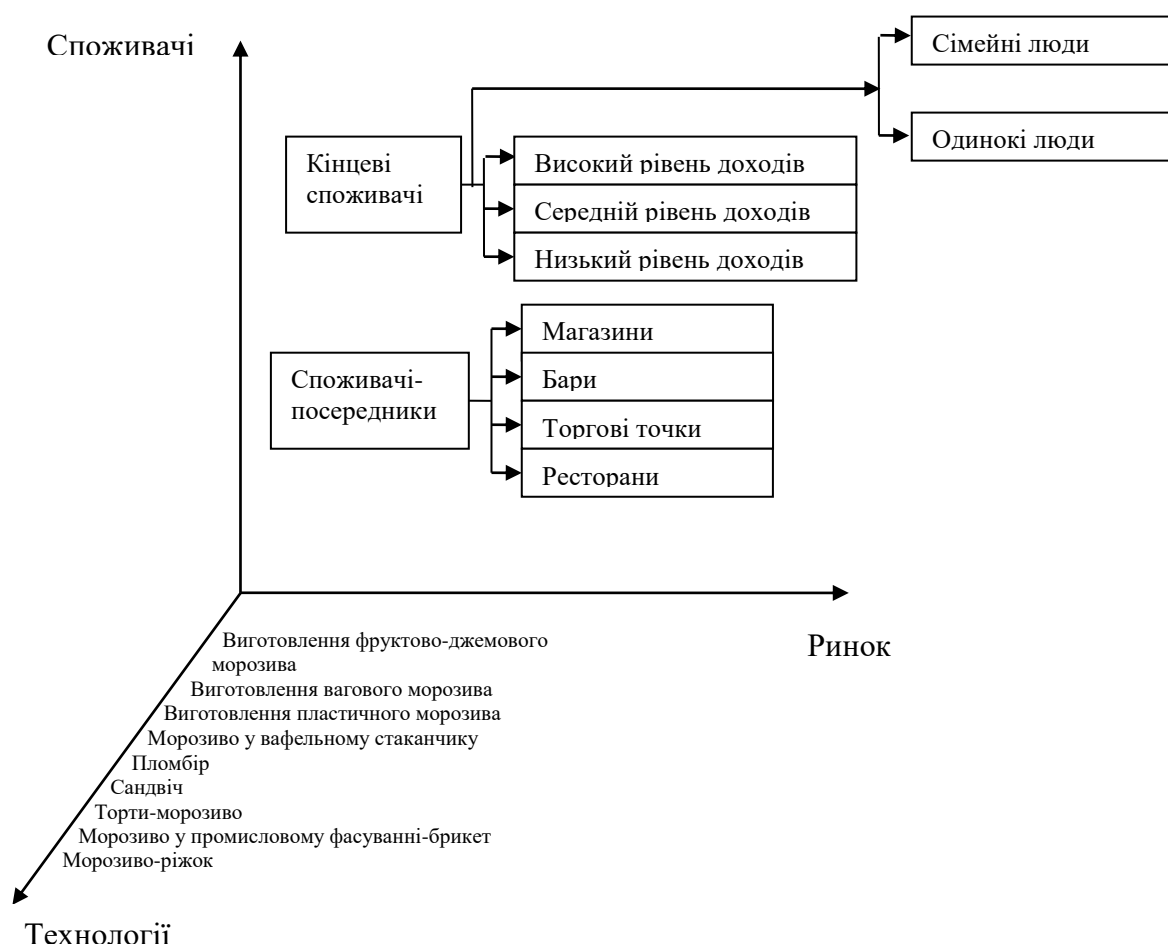 Споживачі
Сімейні люди
Одинокі люди
Кінцеві
споживачі
Високий рівень доходів
Середній рівень доходів
Низький рівень доходів
Споживачі-
посередники
Магазини
Бари
Торгові точки
Ресторани
Ринок
Виготовлення фруктово-джемового
морозива
Виготовлення вагового морозива
Виготовлення пластичного морозива
Морозиво у вафельному стаканчику
Пломбір
Сандвіч
Торти-морозиво
Морозиво у промисловому фасуванні-брикет
Морозиво-ріжок
Технології